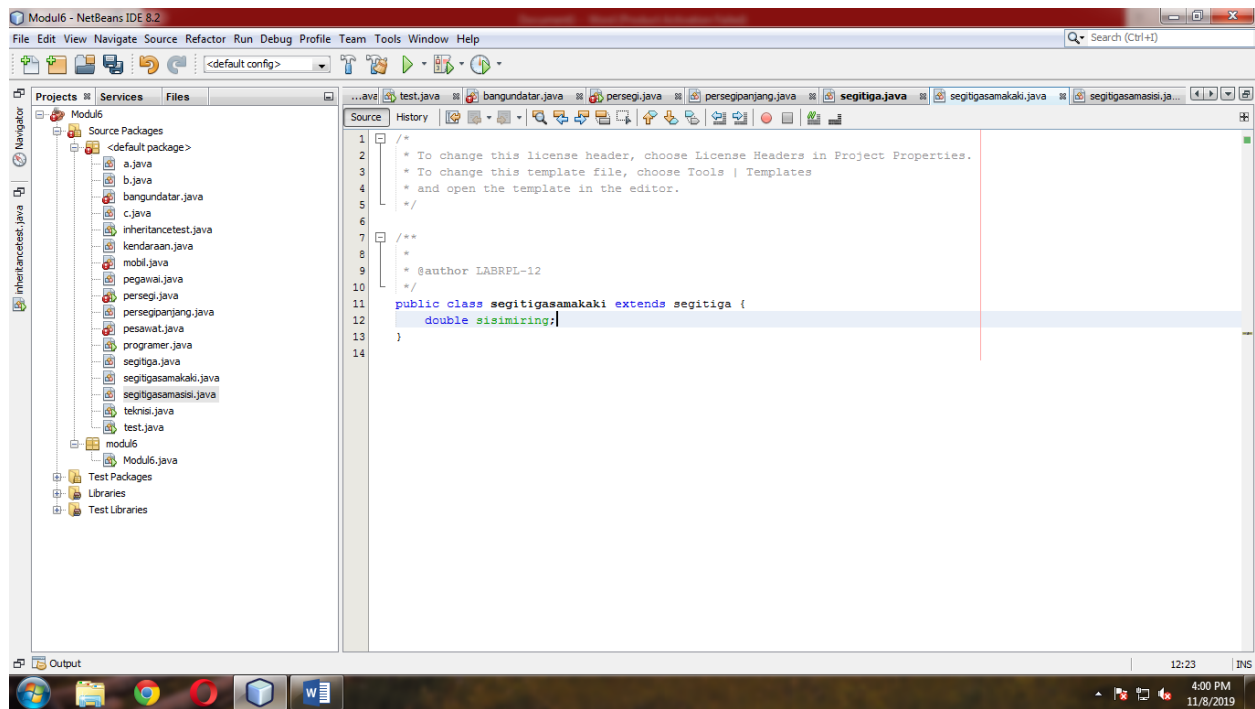 Modul6 - NetBeans IDE 8.2
File Edit View Navigate Source Refactor Run Debug Profile Team Tools Window Help
Search (Ctrl+I)
<default config>
Projects Services Files
Navigator
inheritancetest.java
Modul6
Source Packages
<default package>
a.java
b.java
bangundatar.java
c.java
inheritancetest.java
kendaraan.java
mobil.java
pegawai.java
persegi.java
persegipanjang.java
pesawat.java
programer.java
segitiga.java
segitigasamakaki.java
segitigasamasisi.java
teknisi.java
test.java
modul6
Modul6.java
Test Packages
Libraries
Test Libraries
...ava test.java bangundatar.java persegi.java persegipanjang.java segitiga.java segitigasamakaki.java segitigasamasisi.ja...
Source History
1 /*
2 * To change this license header, choose License Headers in Project Properties.
3 * To change this template file, choose Tools | Templates
4 * and open the template in the editor.
5 */
6
7 /**
8 *
9 * @author LABRPL-12
10 */
11 public class segitigasamakaki extends segitiga {
12 double sisimiring;
13 }
14
Output
12:23 INS
4:00 PM
11/8/2019